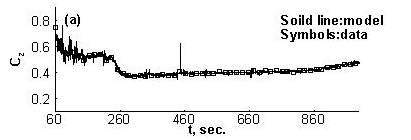 0.8
(a)
Soild line:model
Symbols:data
0.6
C₂
0.4
0.2
60 260 460 660 860
t, sec.